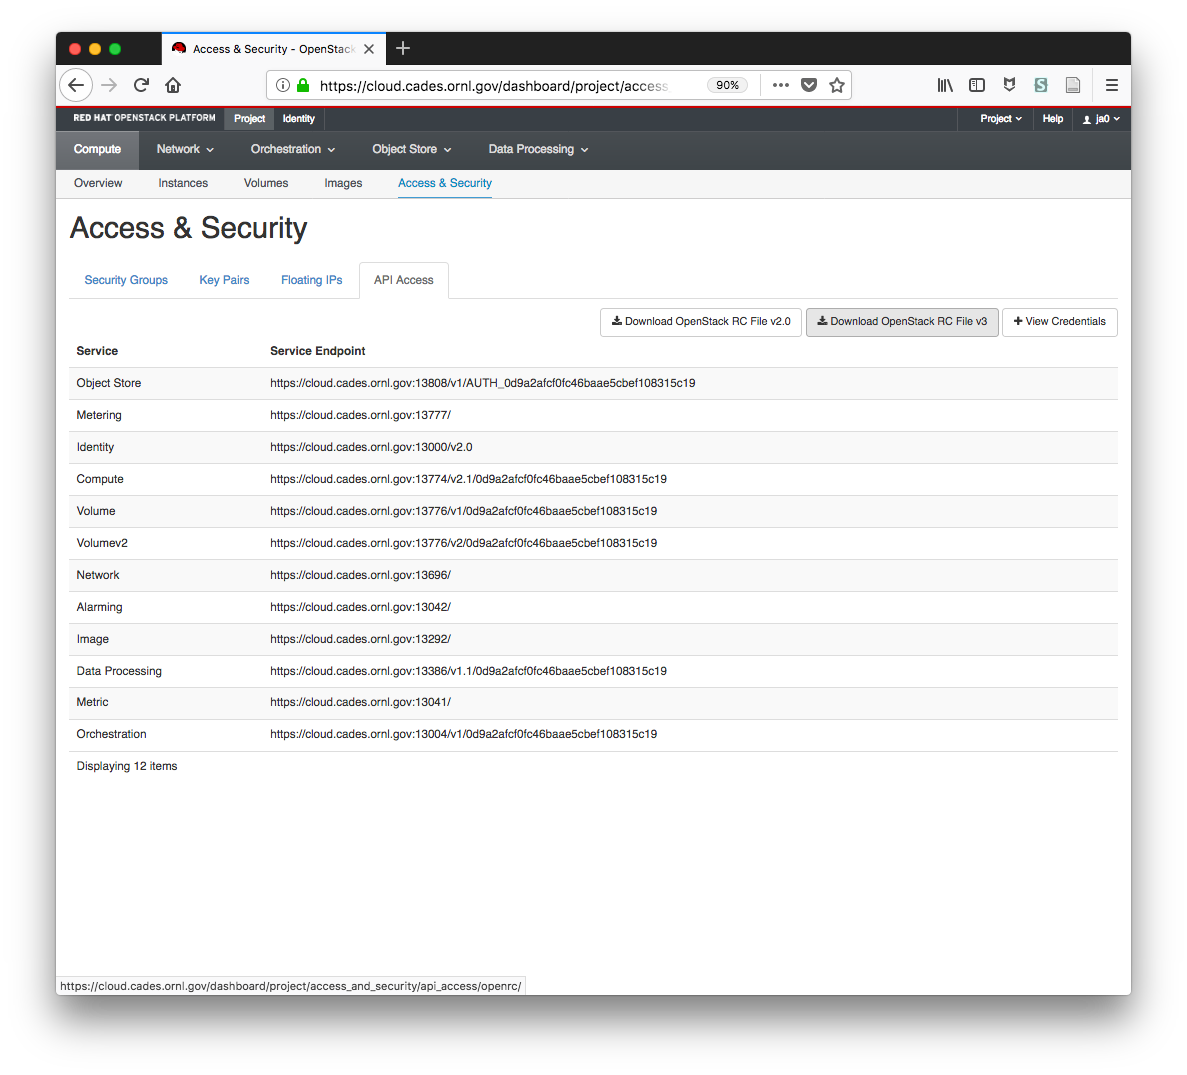 Access & Security - OpenStack
https://cloud.cades.ornl.gov/dashboard/project/access
90%
RED HAT OPENSTACK PLATFORM Project Identity Project Help ja0
Compute Network Orchestration Object Store Data Processing
Overview Instances Volumes Images Access & Security
Access & Security
Security Groups Key Pairs Floating IPs API Access
Download OpenStack RC File v2.0 Download OpenStack RC File v3 View Credentials
Service Service Endpoint
Object Store https://cloud.cades.ornl.gov:13808/v1/AUTH_0d9a2afcf0fc46baae5cbef108315c19
Metering https://cloud.cades.ornl.gov:13777/
Identity https://cloud.cades.ornl.gov:13000/v2.0
Compute https://cloud.cades.ornl.gov:13774/v2.1/0d9a2afcf0fc46baae5cbef108315c19
Volume https://cloud.cades.ornl.gov:13776/v1/0d9a2afcf0fc46baae5cbef108315c19
Volumev2 https://cloud.cades.ornl.gov:13776/v2/0d9a2afcf0fc46baae5cbef108315c19
Network https://cloud.cades.ornl.gov:13696/
Alarming https://cloud.cades.ornl.gov:13042/
Image https://cloud.cades.ornl.gov:13292/
Data Processing https://cloud.cades.ornl.gov:13386/v1.1/0d9a2afcf0fc46baae5cbef108315c19
Metric https://cloud.cades.ornl.gov:13041/
Orchestration https://cloud.cades.ornl.gov:13004/v1/0d9a2afcf0fc46baae5cbef108315c19
Displaying 12 items
https://cloud.cades.ornl.gov/dashboard/project/access_and_security/api_access/openrc/